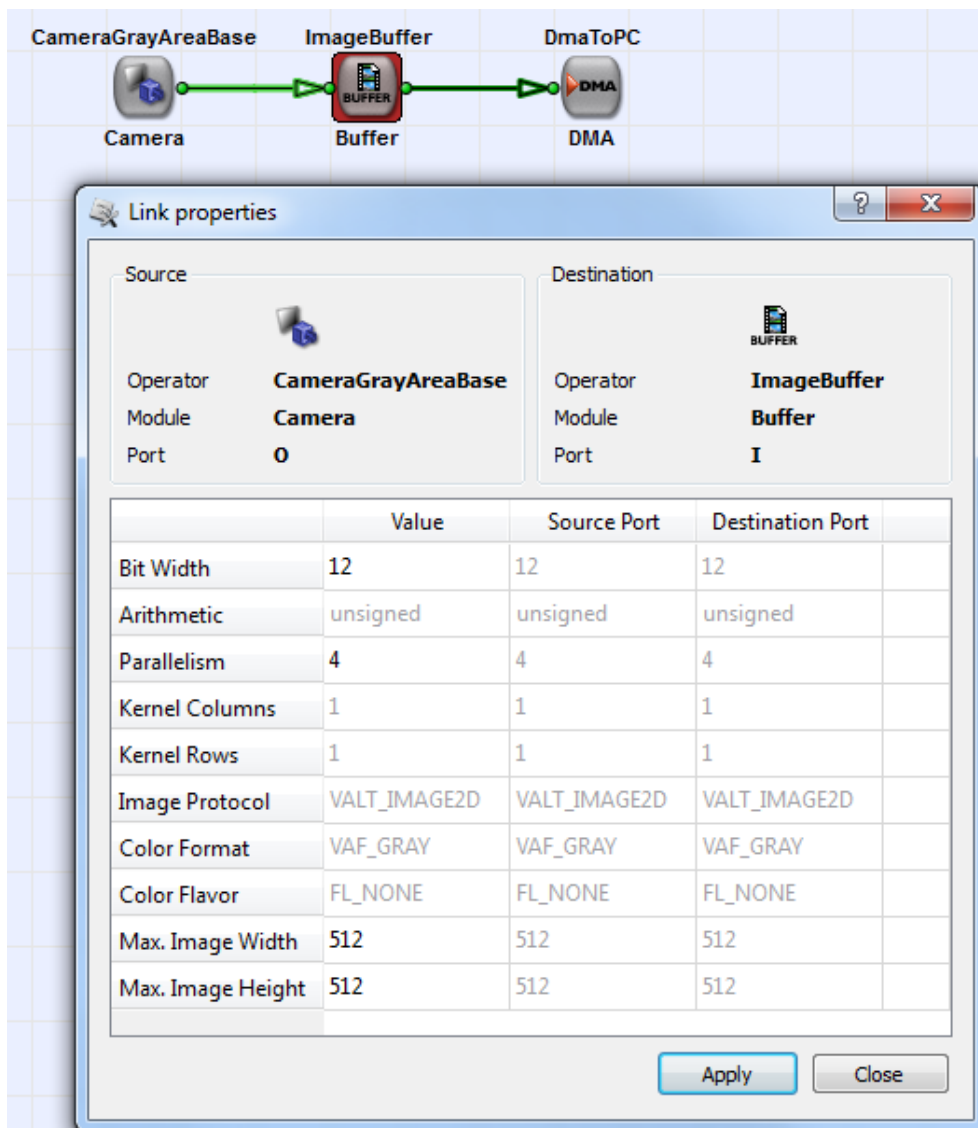 CameraGrayAreaBase ImageBuffer DmaToPC
BUFFER DMA
Camera Buffer DMA
Link properties
? X
Source Destination
BUFFER
Operator CameraGrayAreaBase Operator ImageBuffer
Module Camera Module Buffer
Port O Port I
Value Source Port Destination Port
Bit Width 12 12 12
Arithmetic unsigned unsigned unsigned
Parallelism 4 4 4
Kernel Columns 1 1 1
Kernel Rows 1 1 1
Image Protocol VALT_IMAGE2D VALT_IMAGE2D VALT_IMAGE2D
Color Format VAF_GRAY VAF_GRAY VAF_GRAY
Color Flavor FL_NONE FL_NONE FL_NONE
Max. Image Width 512 512 512
Max. Image Height 512 512 512
Apply Close